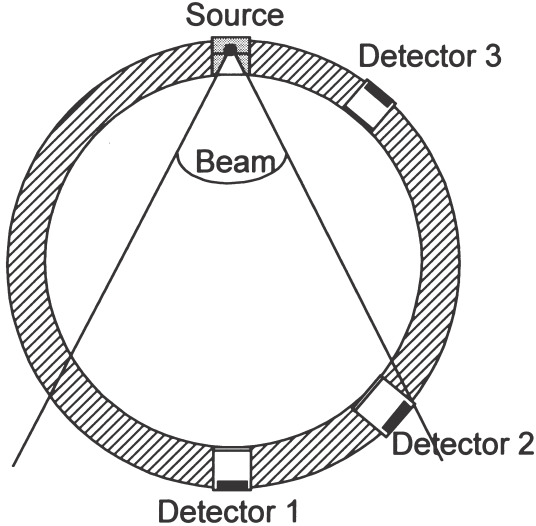 Source
Detector 3
Beam
Detector 2
Detector 1